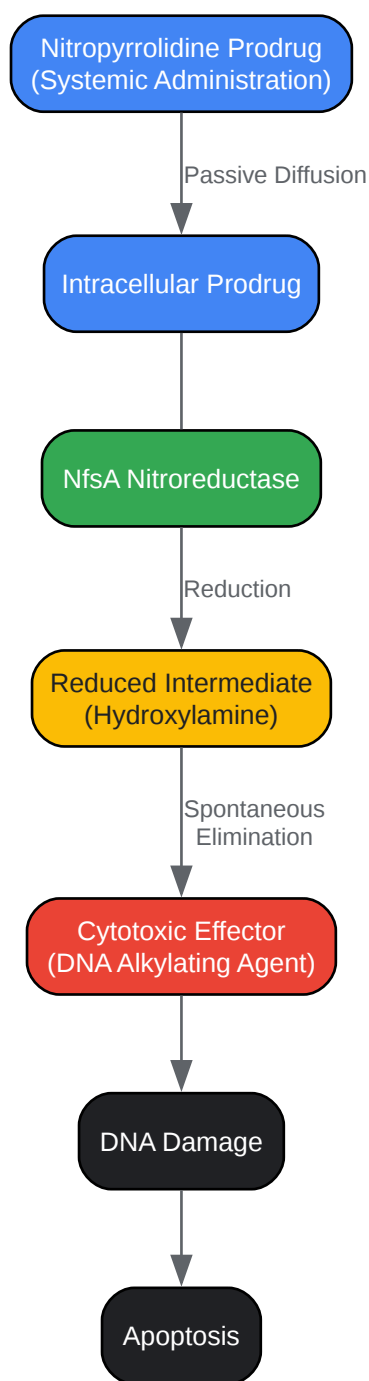 Nitropyrrolidine Prodrug
(Systemic Administration)
Passive Diffusion
Intracellular Prodrug
NfsA Nitroreductase
Reduction
Reduced Intermediate
(Hydroxylamine)
Spontaneous
Elimination
Cytotoxic Effector
(DNA Alkylating Agent)
DNA Damage
Apoptosis